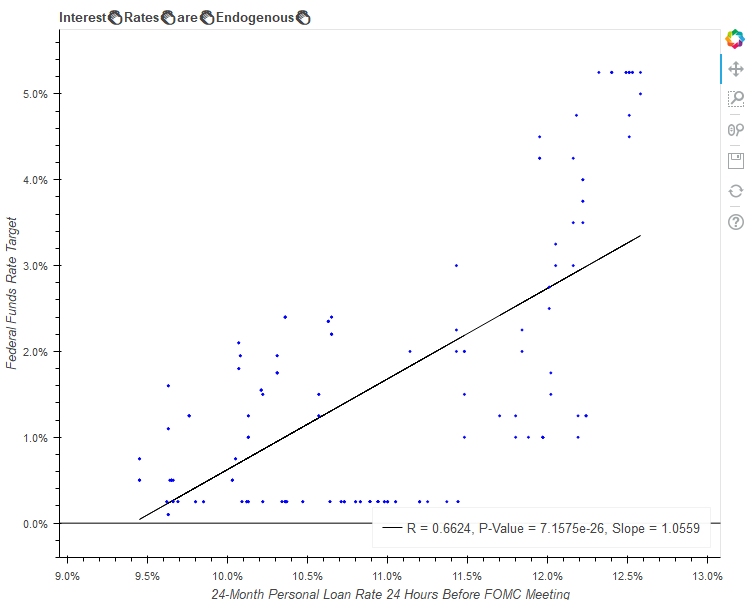 Interest👏Rates👏are👏Endogenous👏
Federal Funds Rate Target
5.0%
4.0%
3.0%
2.0%
1.0%
0.0%
R = 0.6624, P-Value = 7.1575e-26, Slope = 1.0559
9.0% 9.5% 10.0% 10.5% 11.0% 11.5% 12.0% 12.5% 13.0%
24-Month Personal Loan Rate 24 Hours Before FOMC Meeting